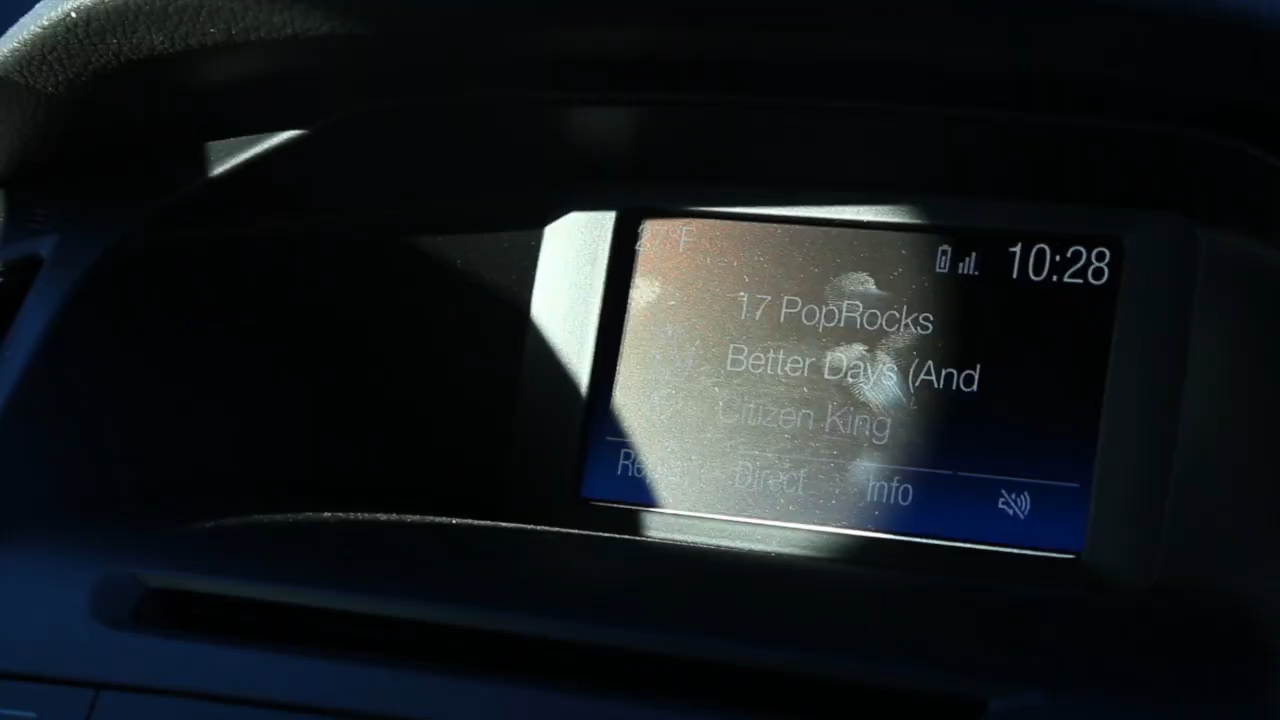 10:28
17 PopRocks
Better Days (And
Citizen King
Direct Info